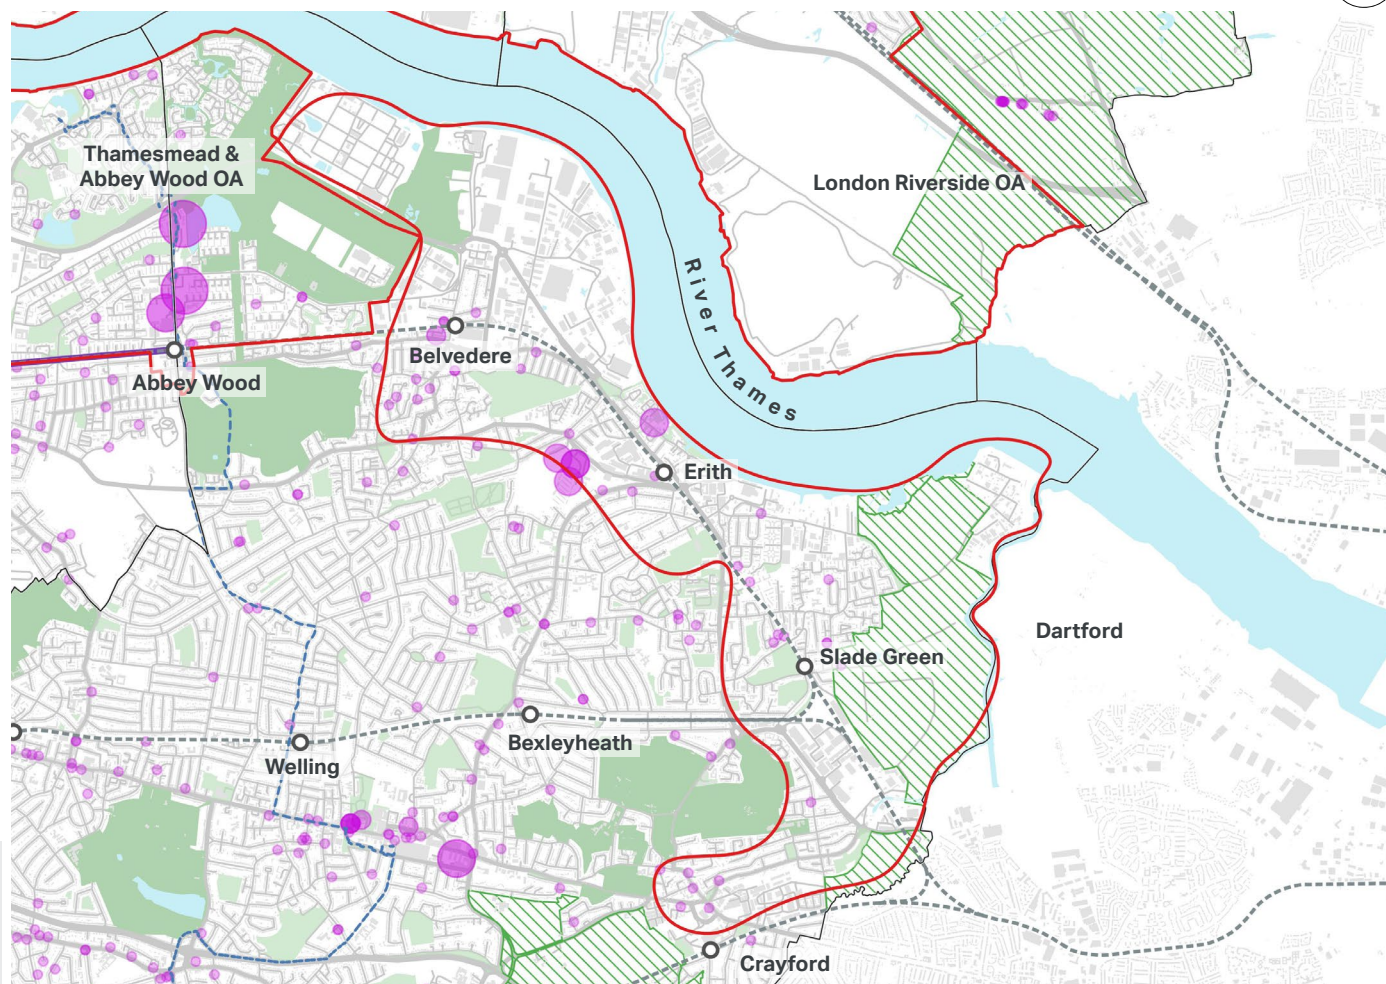 Thamesmead &
Abbey Wood OA
London Riverside OA
River Thames
Belvedere
Abbey Wood
Erith
Dartford
Slade Green
Bexleyheath
Welling
Crayford